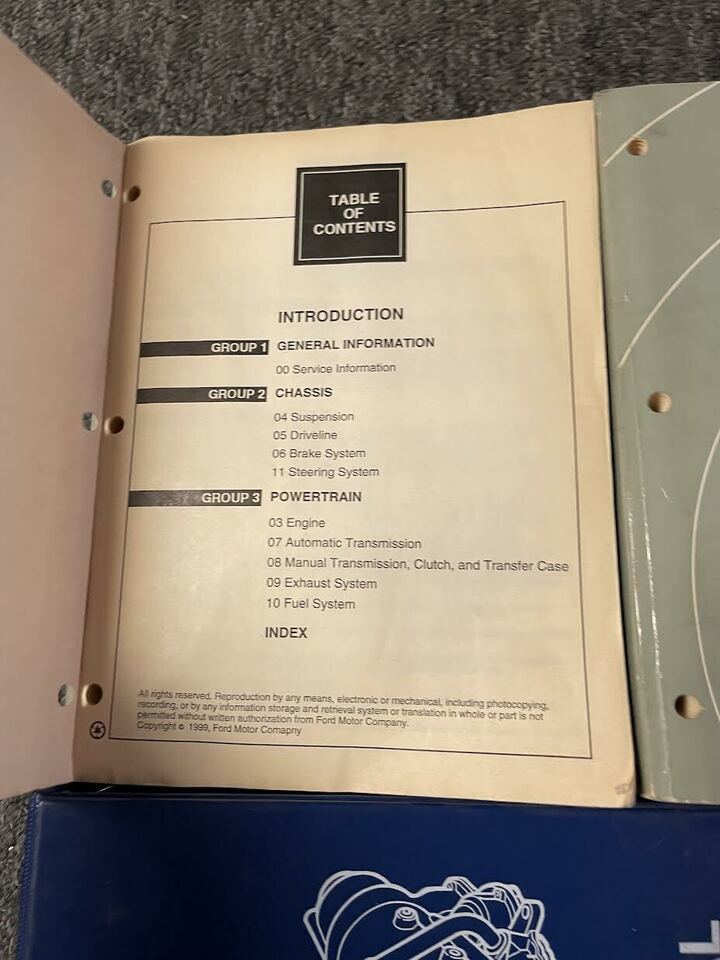 TABLE
OF
CONTENTS
INTRODUCTION
GROUP 1 GENERAL INFORMATION
00 Service Information
GROUP 2 CHASSIS
04 Suspension
05 Driveline
06 Brake System
11 Steering System
GROUP 3 POWERTRAIN
03 Engine
07 Automatic Transmission
08 Manual Transmission, Clutch, and Transfer Case
09 Exhaust System
10 Fuel System
INDEX
All rights reserved. Reproduction by any means, electronic or mechanical, including photocopying,
recording, or by any information storage and retrieval system or translation in whole or part is not
permitted without written authorization from Ford Motor Company.
Copyright © 1999, Ford Motor Comapny